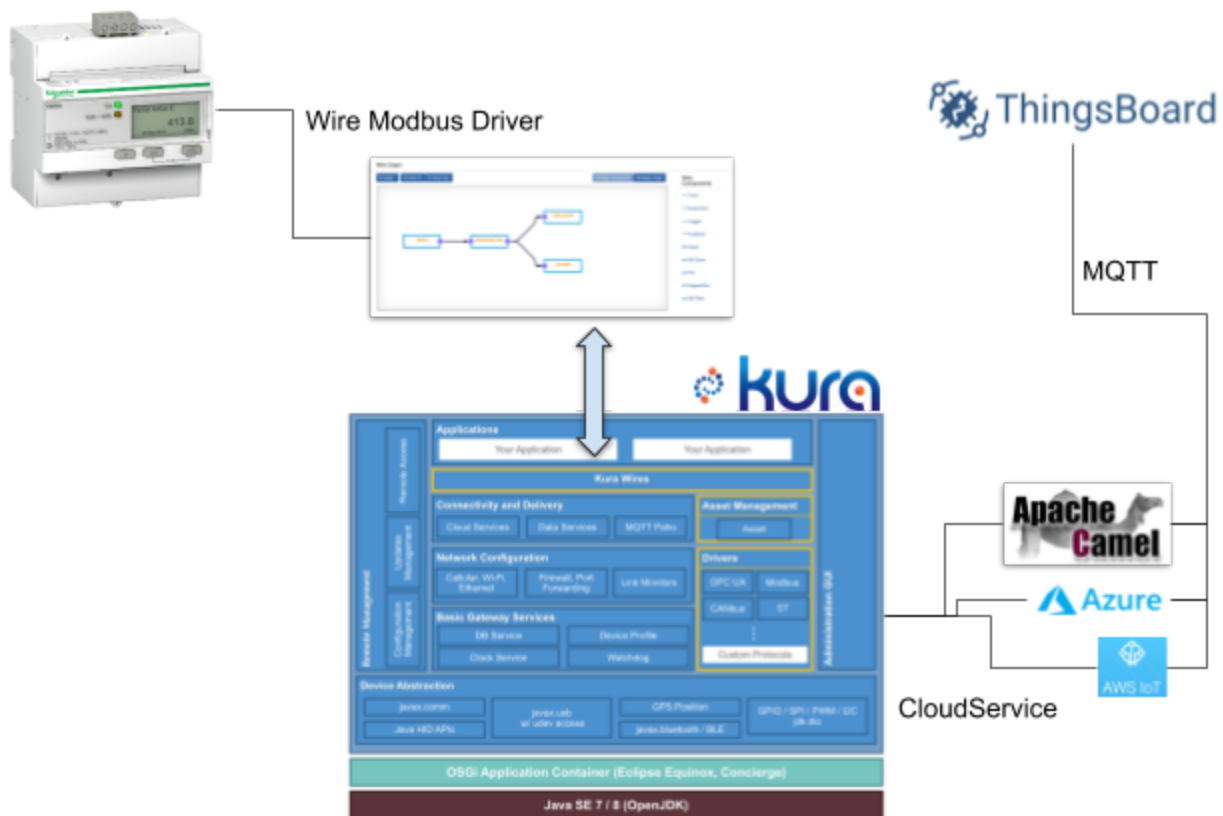 Schneider
413.6
Wire Modbus Driver
ThingsBoard
MQTT
kura
Applications
Your Application
Your Application
Kura Wires
Remote Access
Connectivity and Delivery
Cloud Services
Data Services
MQTT Paho
Asset Management
Asset
Updates Management
Network Configuration
Cellular, Wi-Fi, Ethernet
Firewall, Port Forwarding
Link Monitors
Drivers
OPC UA
Modbus
CANbus
ST
Custom Protocols
Configuration Management
Basic Gateway Services
DB Service
Device Profile
Clock Service
Watchdog
Remote Management
Administration GUI
Device Abstraction
javax.comm
Java HID APIs
javax.usb
w/ udev access
GPS Position
javax.bluetooth / BLE
GPIO / SPI / PWM / I2C
jdk.dio
OSGi Application Container (Eclipse Equinox, Concierge)
Java SE 7 / 8 (OpenJDK)
Apache
Camel
Azure
AWS IoT
CloudService